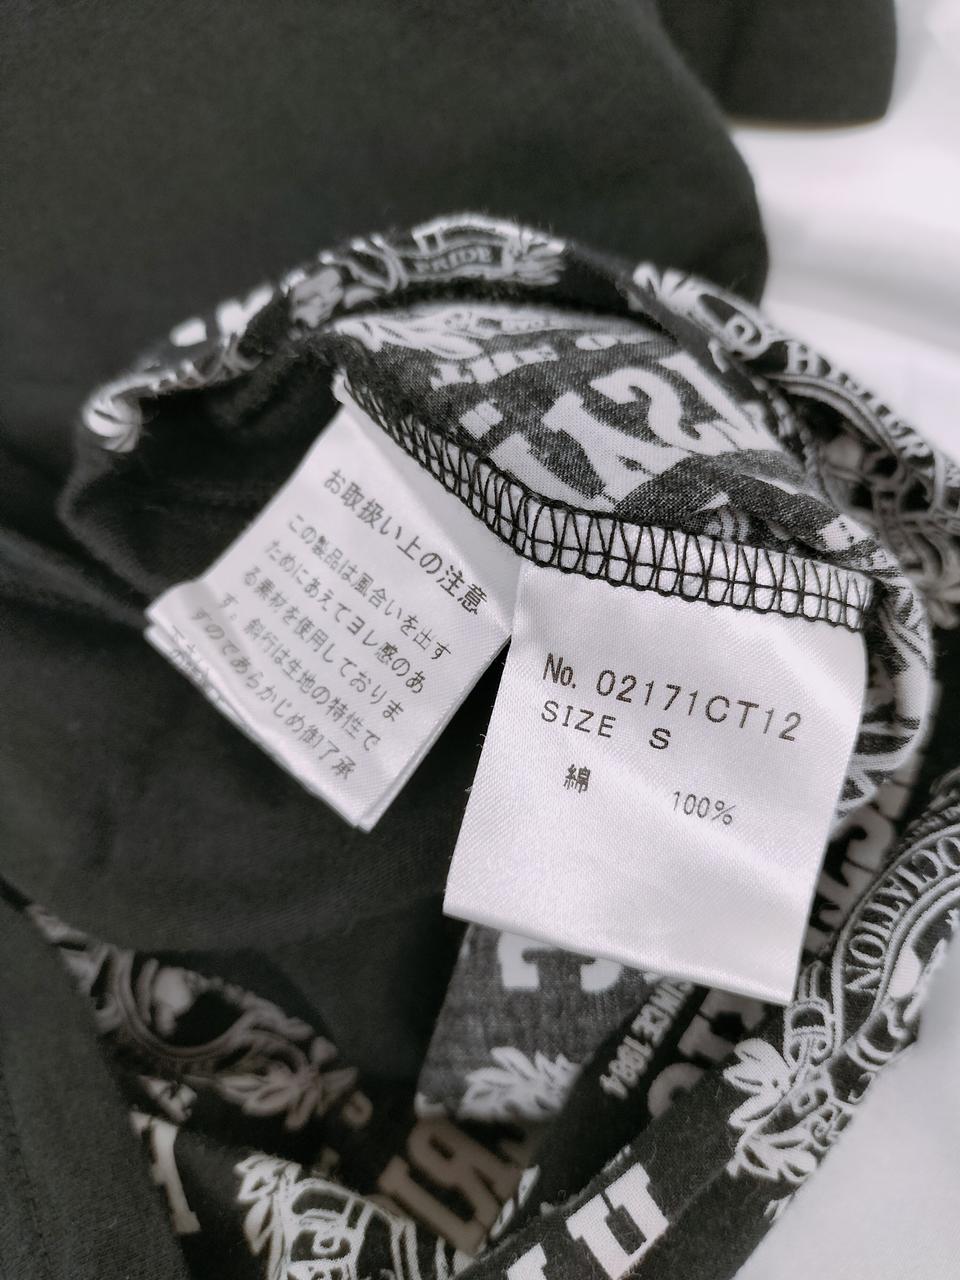 PRIDE
お取扱い上の注意
この製品は風合いを出す
ためにあえてヨレ感のあ
る素材を使用しておりま
す。斜行は生地の特性で
すのであらかじめ御了承
No. 02171CT12
SIZE S
綿 100%
SINCE 1984